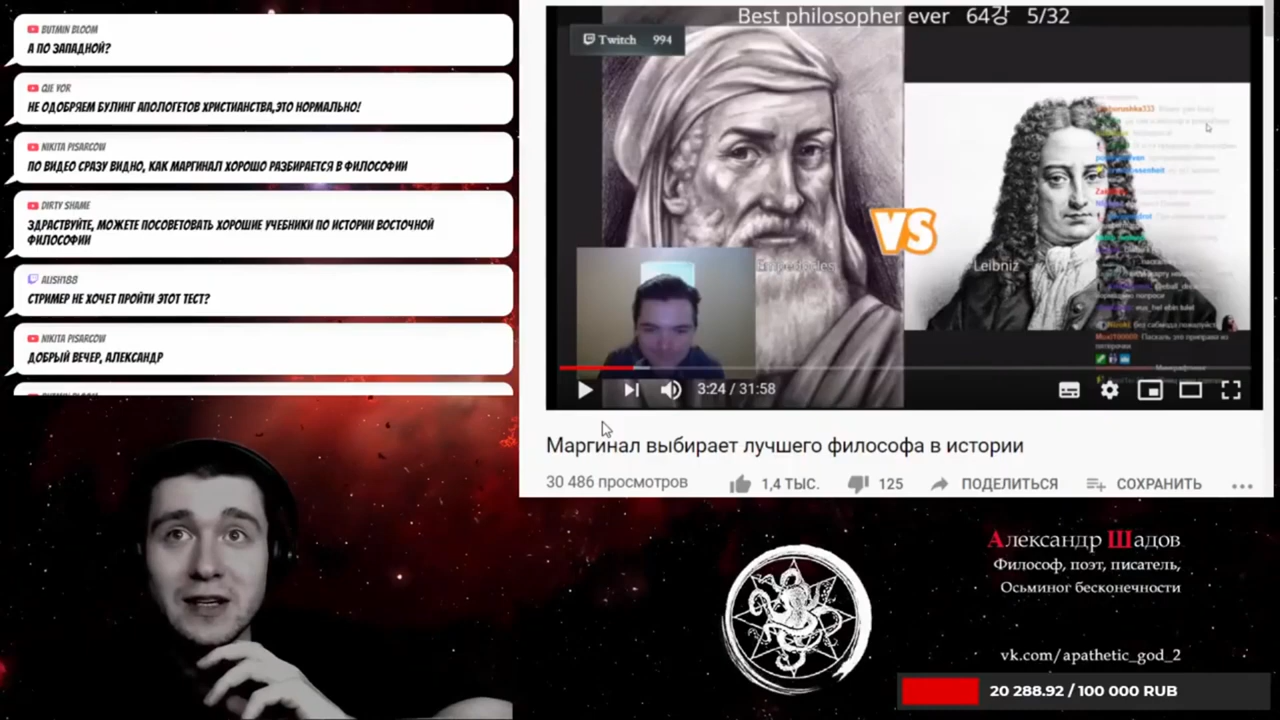 BUTMIN BLOOM
А ПО ЗАПАДНОЙ?
QIE YOR
НЕ ОДОБРЯЕМ БУЛИНГ АПОЛОГЕТОВ ХРИСТИАНСТВА,ЭТО НОРМАЛЬНО!
NIKITA PISARCOW
ПО ВИДЕО СРАЗУ ВИДНО, КАК МАРГИНАЛ ХОРОШО РАЗБИРАЕТСЯ В ФИЛОСОФИИ
DIRTY SHAME
ЗДРАСТВУЙТЕ, МОЖЕТЕ ПОСОВЕТОВАТЬ ХОРОШИЕ УЧЕБНИКИ ПО ИСТОРИИ ВОСТОЧНОЙ
ФИЛОСОФИИ
ALISH188
СТРИМЕР НЕ ХОЧЕТ ПРОЙТИ ЭТОТ ТЕСТ?
NIKITA PISARCOW
ДОБРЫЙ ВЕЧЕР, АЛЕКСАНДР
Best philosopher ever 64강 5/32
Twitch 994
VS
Leibniz
3:24 / 31:58
Маргинал выбирает лучшего философа в истории
30 486 просмотров
1,4 ТЫС.
125
ПОДЕЛИТЬСЯ
СОХРАНИТЬ
Александр Шадов
Философ, поэт, писатель,
Осьминог бесконечности
vk.com/apathetic_god_2
20 288.92 / 100 000 RUB